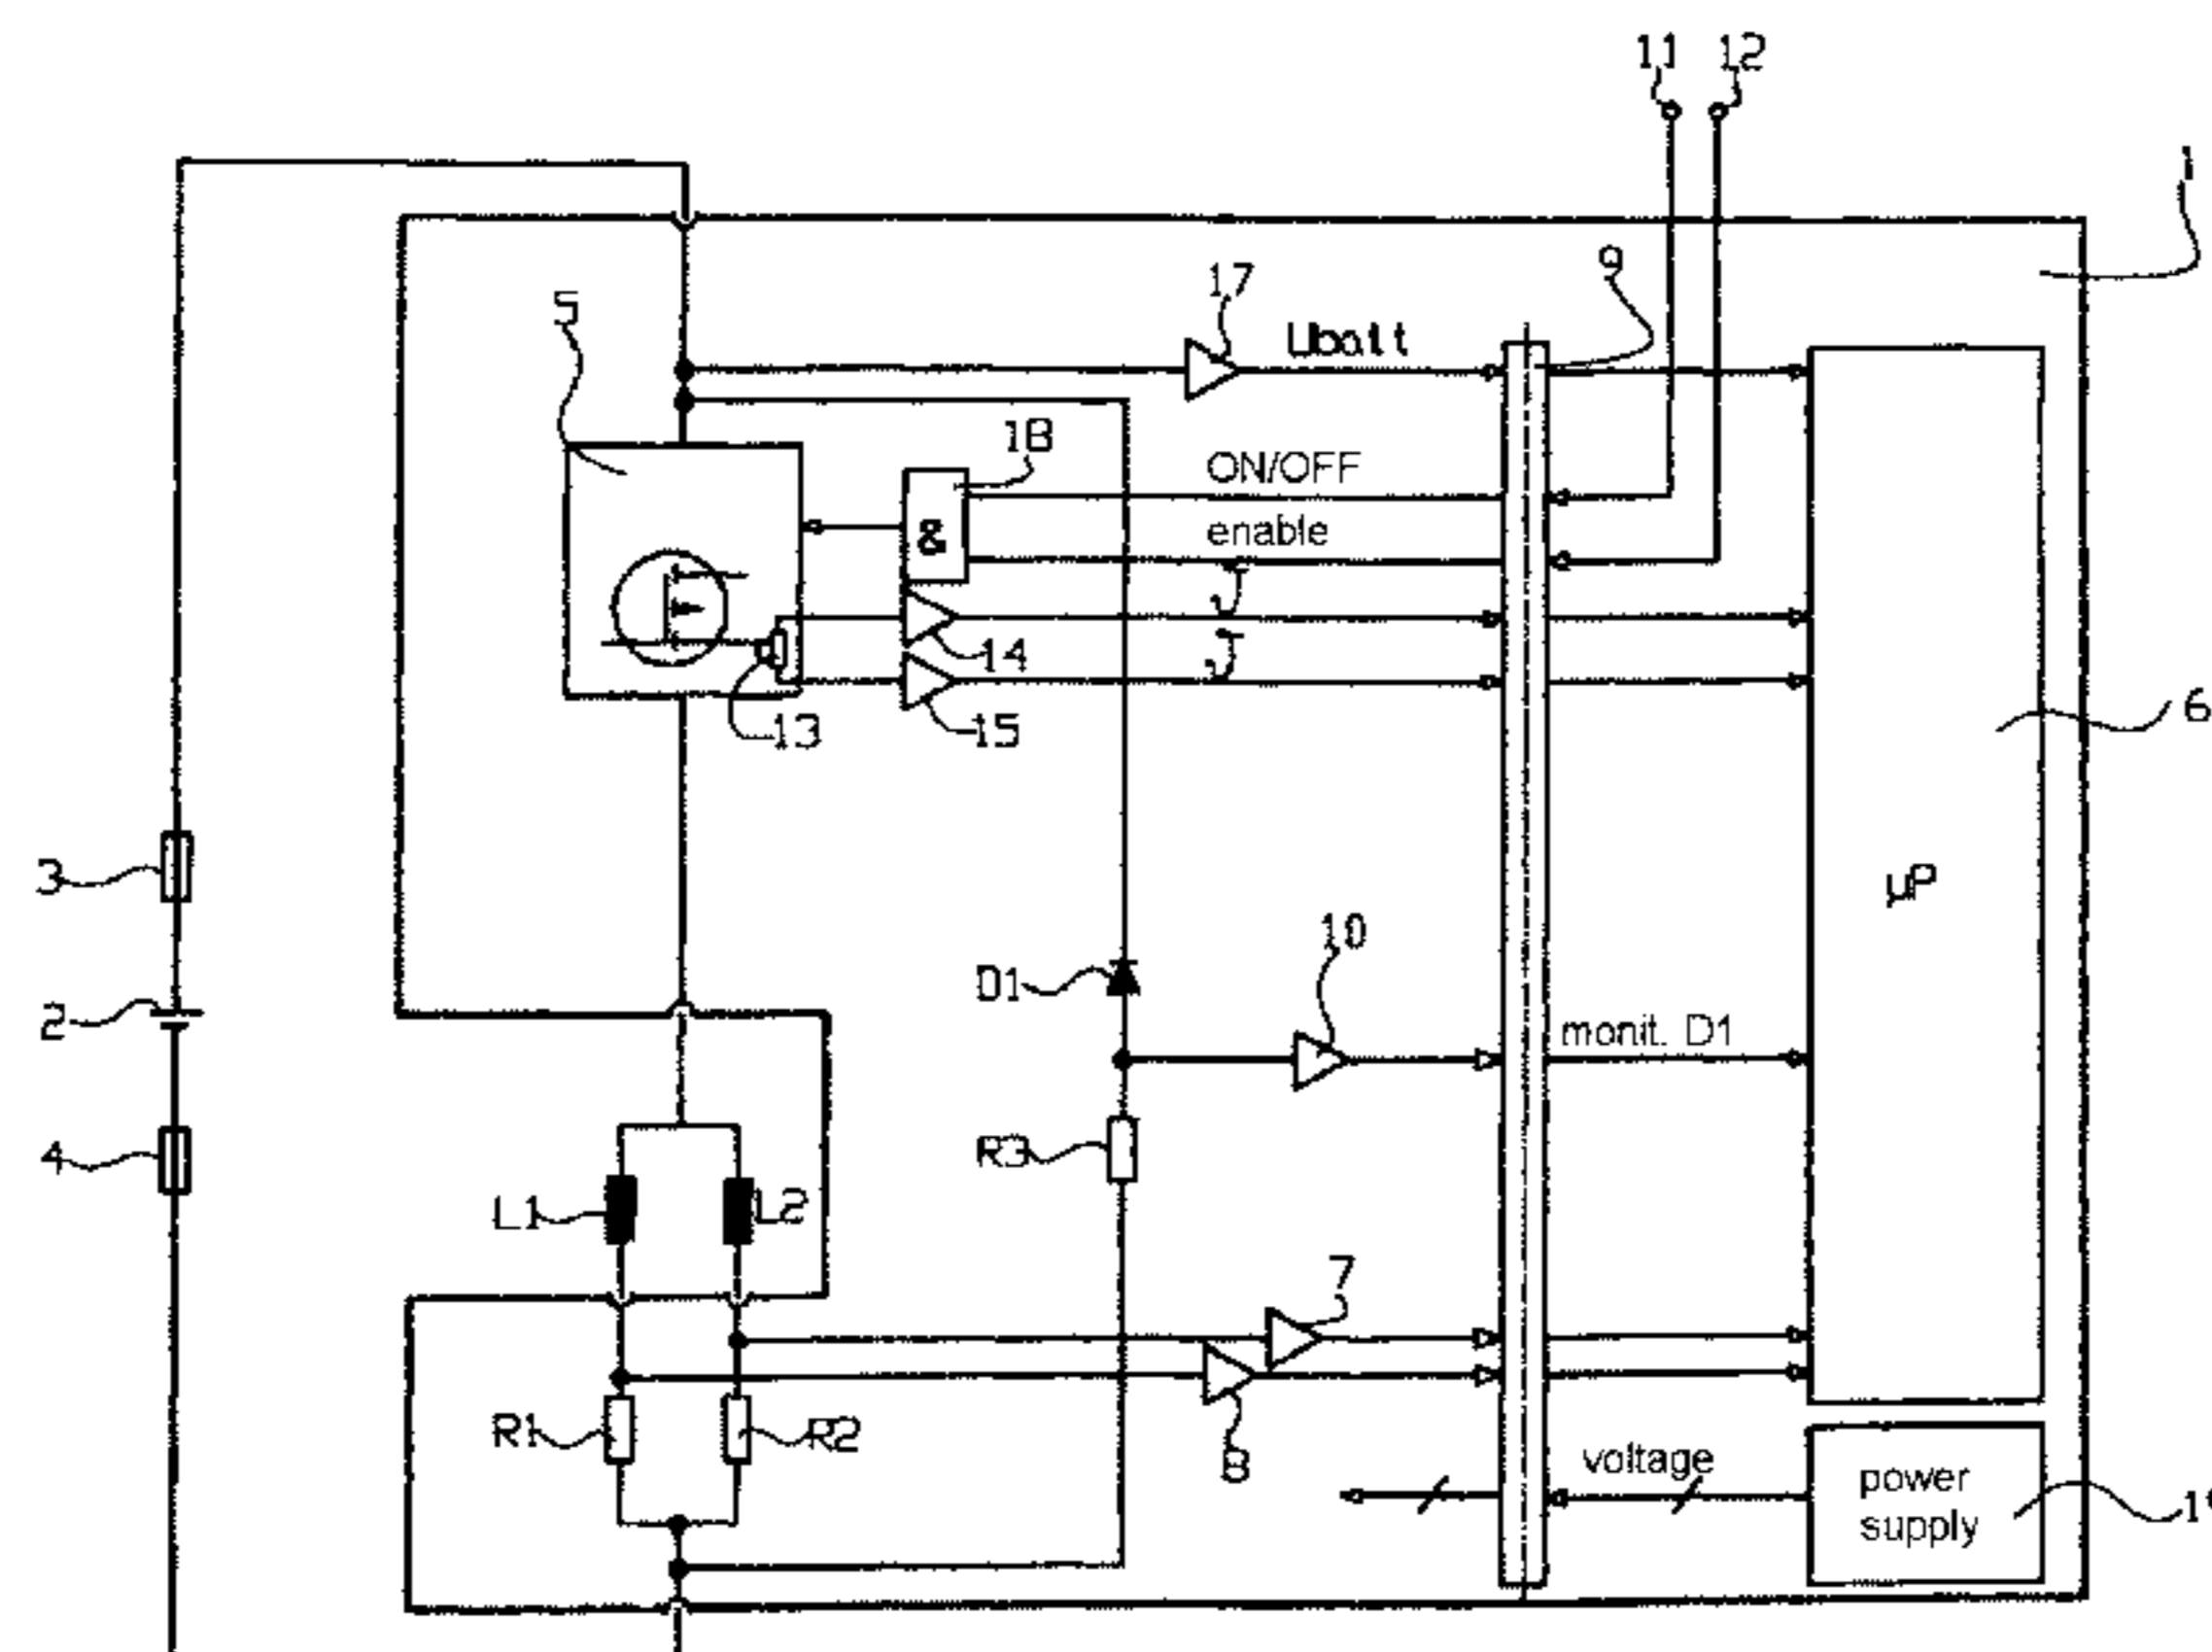 11 12
1
9
17
5
Ubatt
18
ON/OFF
&
enable
14
13
15
6
3
µP
10
D1
2
monit. D1
R3
4
L1
L2
7
R1
R2
8
voltage
power
supply